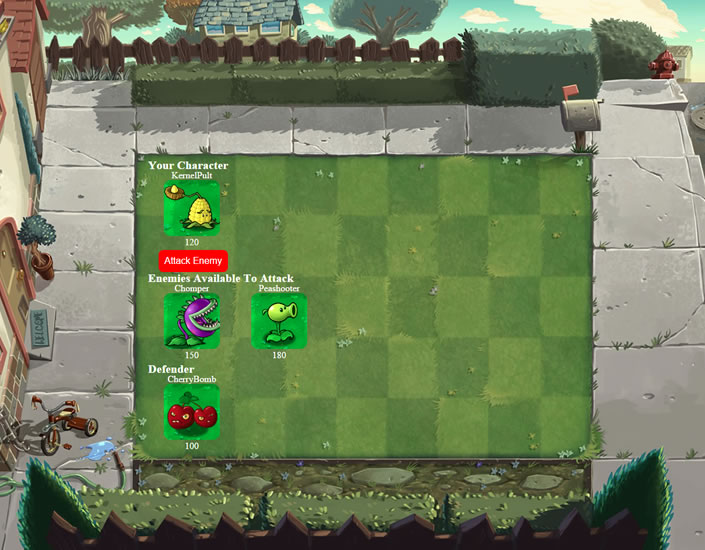 Your Character
KernelPult
120
Attack Enemy
Enemies Available To Attack
Chomper
Peashooter
150
180
Defender
CherryBomb
100